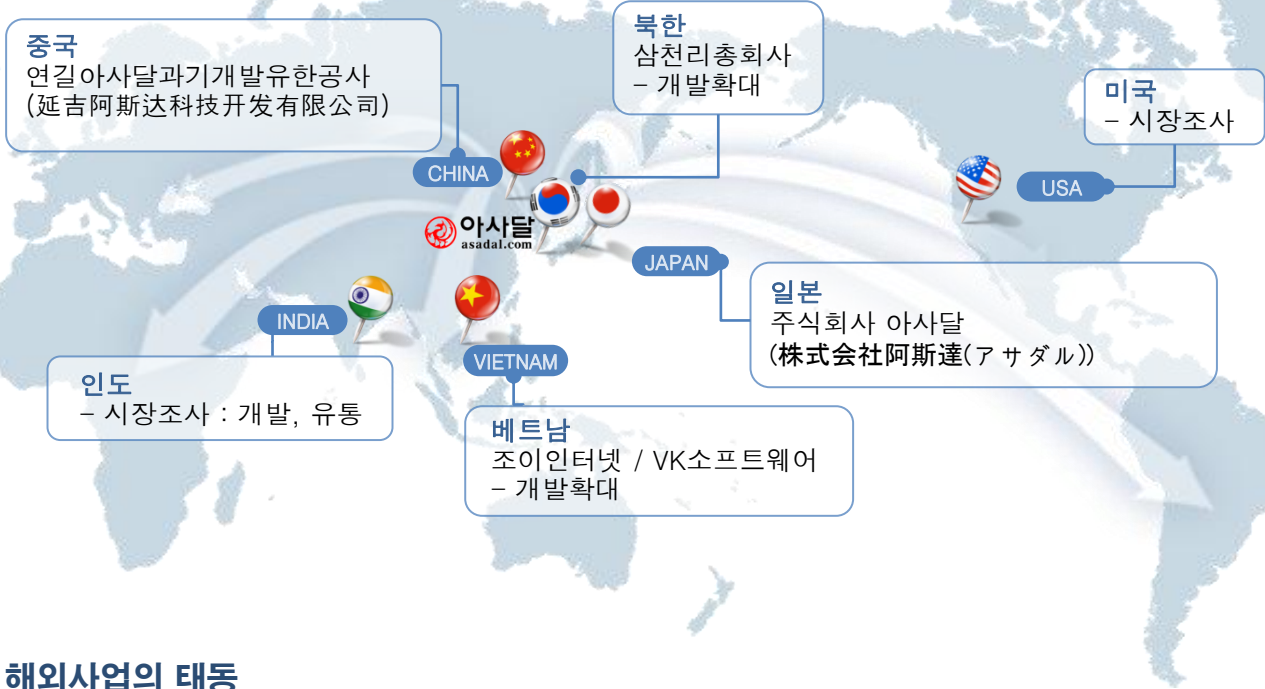 중국
연길아사달과기개발유한공사
(延吉阿斯达科技开发有限公司)
북한
삼천리총회사
– 개발확대
미국
– 시장조사
CHINA
USA
아사달
asadal.com
JAPAN
일본
주식회사 아사달
(株式会社阿斯達(アサダル))
INDIA
인도
– 시장조사 : 개발, 유통
VIETNAM
베트남
조이인터넷 / VK소프트웨어
– 개발확대
해외사업의 태동